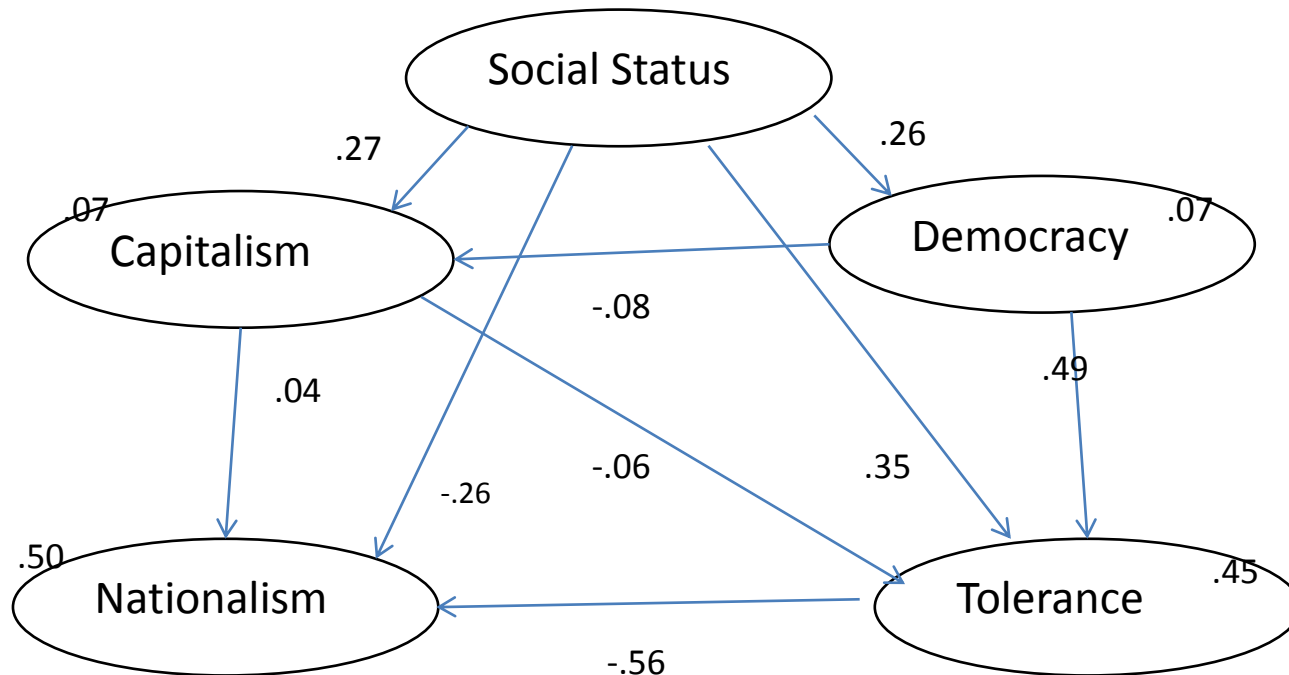 Social Status
.27
.26
.07
Capitalism
Democracy
.07
-.08
.04
.49
-.06
.35
-.26
.50
Nationalism
Tolerance
.45
-.56